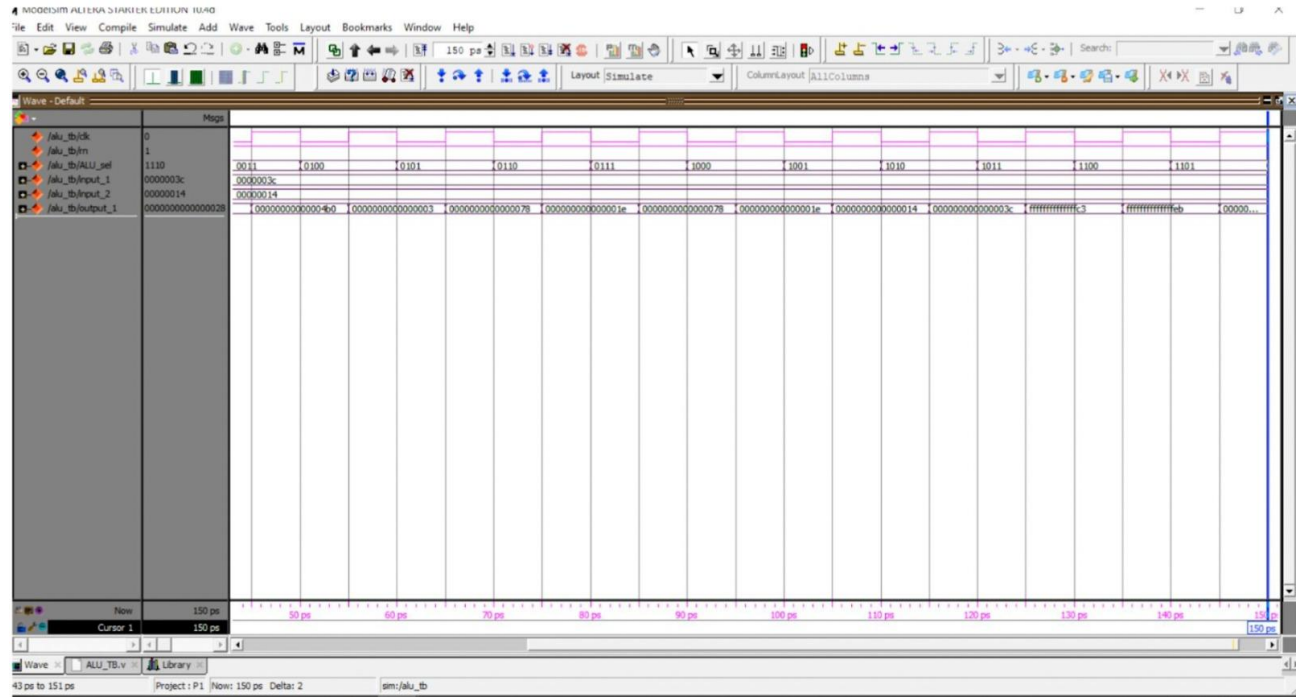 ModelSim ALTERA STARTER EDITION 10.4d
File Edit View Compile Simulate Add Wave Tools Layout Bookmarks Window Help
150 ps Search:
Layout Simulate ColumnLayout AllColumns
Wave - Default
Msgs
/alu_tb/clk 0
/alu_tb/rn 1
/alu_tb/ALU_sel 1110 0011 0100 0101 0110 0111 1000 1001 1010 1011 1100 1101
/alu_tb/input_1 0000003c 0000003c
/alu_tb/input_2 00000014 00000014
/alu_tb/output_1 0000000000000028 00000000000004b0 0000000000000003 0000000000000078 000000000000001e 0000000000000078 000000000000001e 0000000000000014 000000000000003c ffffffffffffffc3 ffffffffffffffeb 00000...
Now 150 ps 50 ps 60 ps 70 ps 80 ps 90 ps 100 ps 110 ps 120 ps 130 ps 140 ps
Cursor 1 150 ps 150 ps
Wave ALU_TB.v Library
43 ps to 151 ps Project : P1 Now: 150 ps Delta: 2 sim:/alu_tb